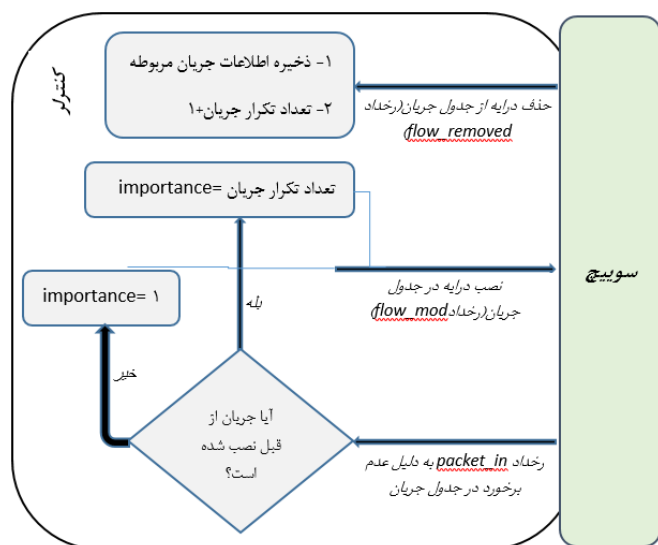 کنترلر
۱- ذخیره اطلاعات جریان مربوطه
۲- تعداد تکرار جریان+۱
حذف درایه از جدول جریان(رخداد
flow_removed)
importance= تعداد تکرار جریان
سوییچ
importance= ۱
نصب درایه در جدول
جریان(رخداد flow_mod)
بله
خیر
آیا جریان از
قبل نصب شده
است؟
رخداد packet_in به دلیل عدم
برخورد در جدول جریان